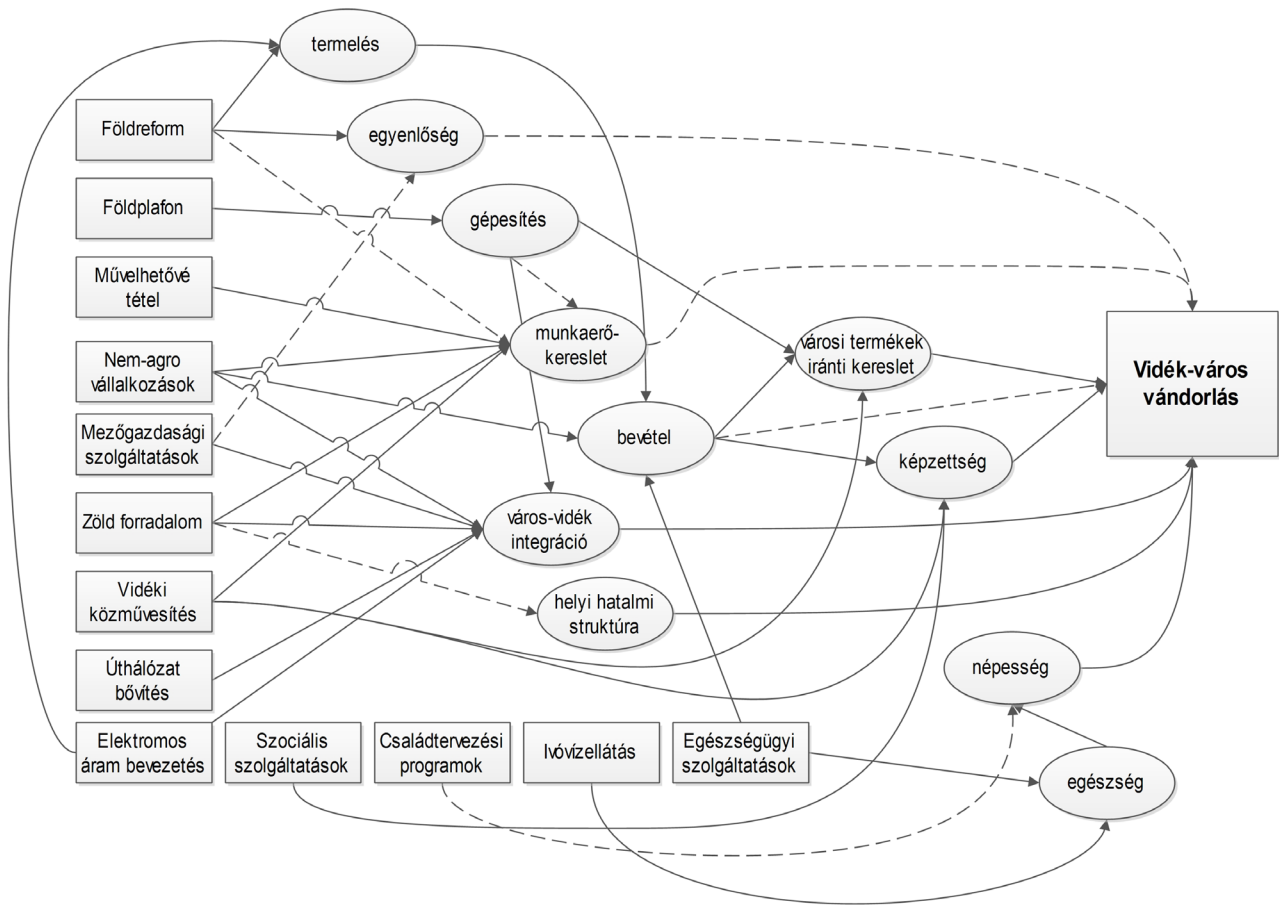 termelés
Földreform
egyenlőség
Földplafon
gépesítés
Művelhetővé
tétel
munkaerő-
kereslet
városi termékek
iránti kereslet
Vidék-város
vándorlás
Nem-agro
vállalkozások
bevétel
Mezőgazdasági
szolgáltatások
képzettség
Zöld forradalom
város-vidék
integráció
Vidéki
közművesítés
helyi hatalmi
struktúra
Úthálózat
bővítés
népesség
Elektromos
áram bevezetés
Szociális
szolgáltatások
Családtervezési
programok
Ivóvízellátás
Egészségügyi
szolgáltatások
egészség